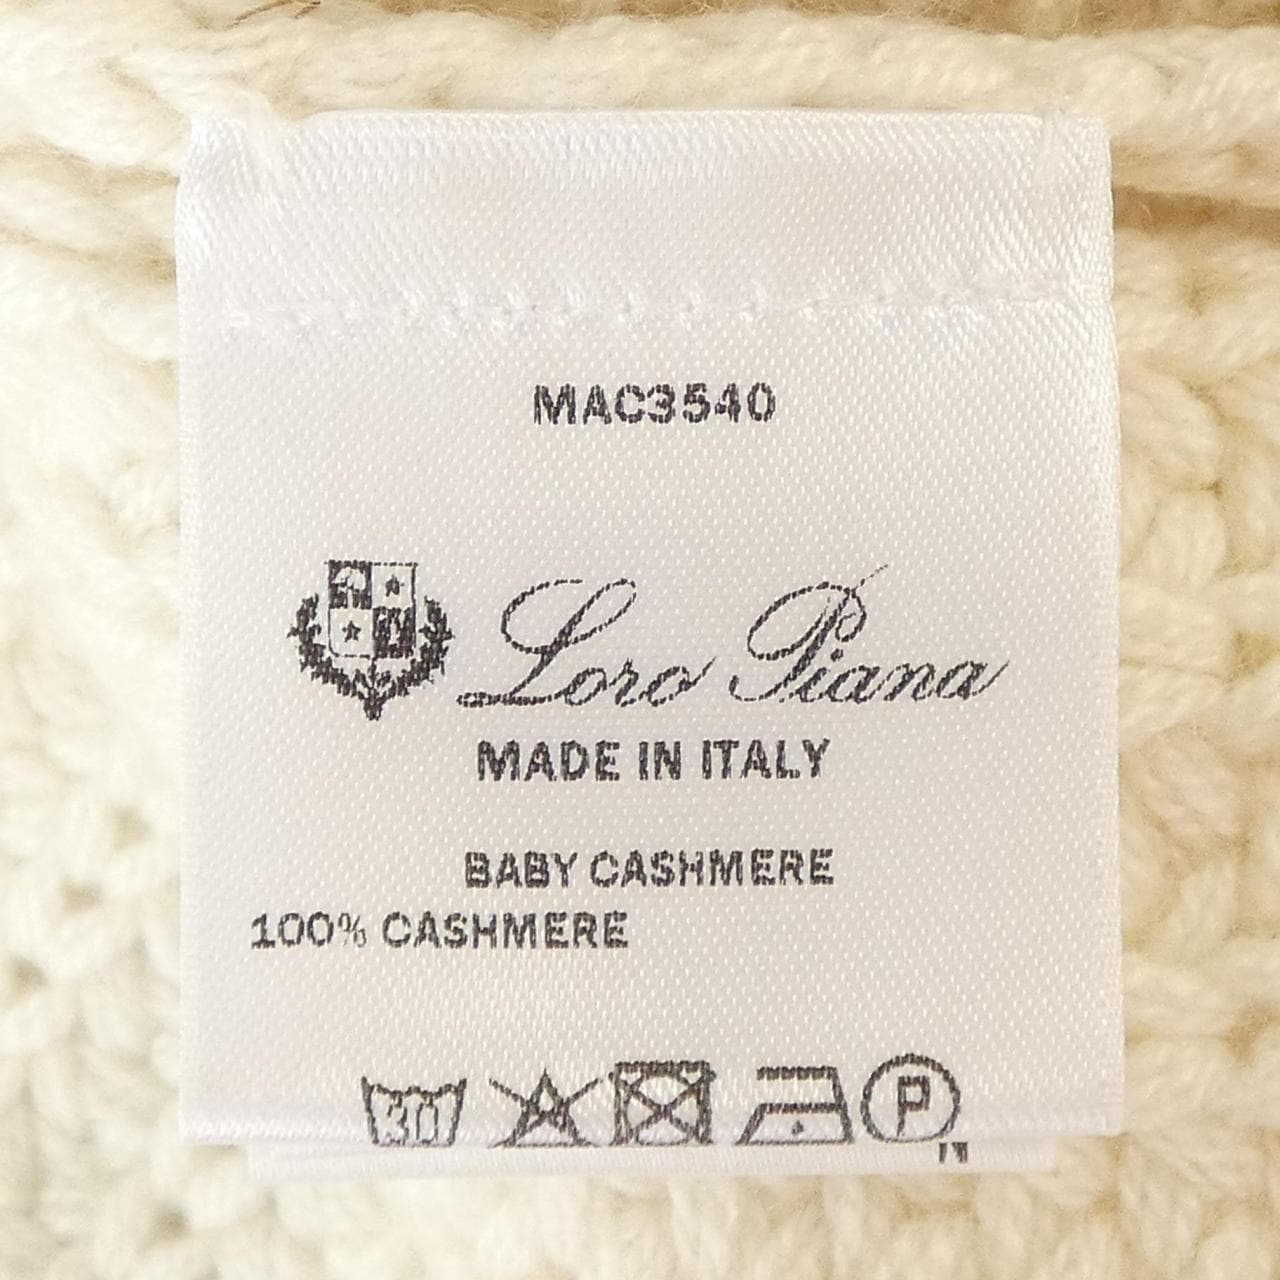 MAC3540
Loro Piana
MADE IN ITALY
BABY CASHMERE
100% CASHMERE
30 A P